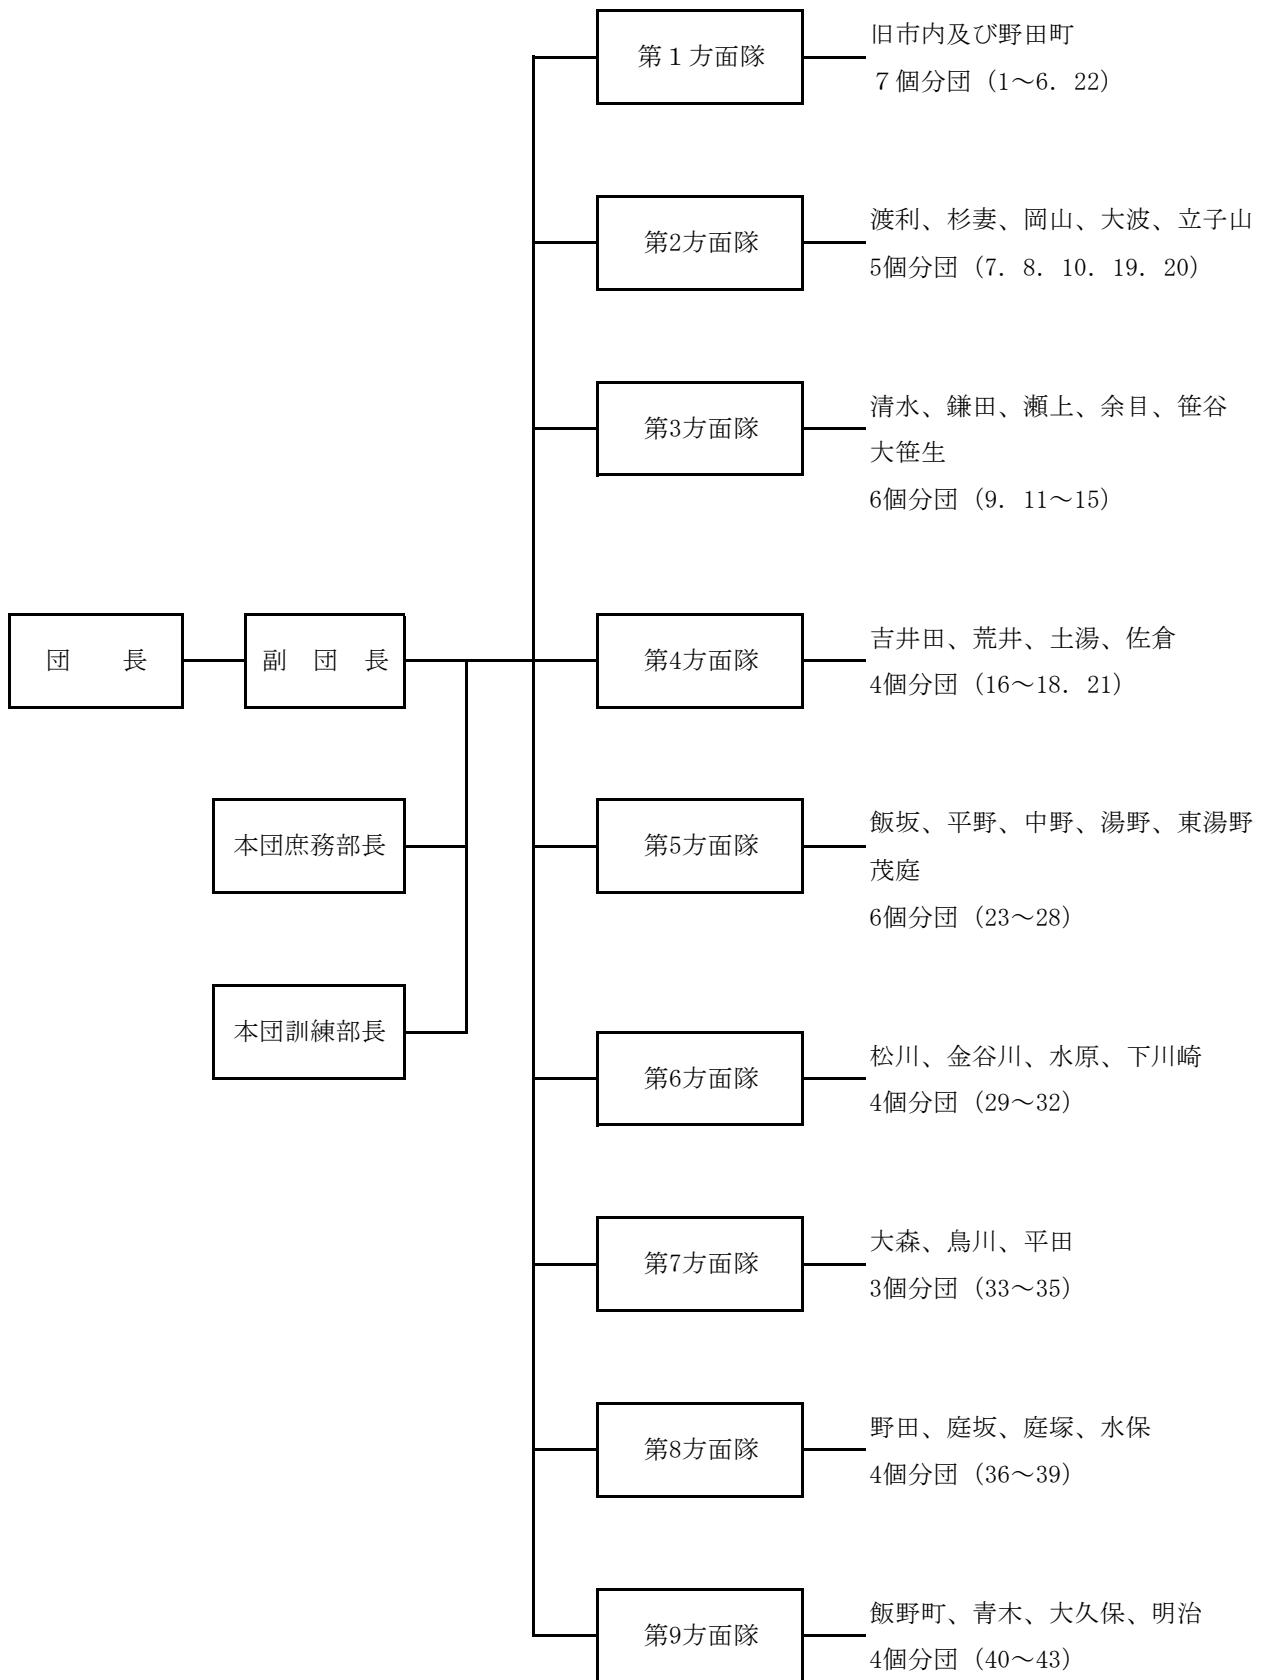 第１方面隊
旧市内及び野田町
７個分団（1～6．22）
第2方面隊
渡利、杉妻、岡山、大波、立子山
5個分団（7．8．10．19．20）
第3方面隊
清水、鎌田、瀬上、余目、笹谷
大笹生
6個分団（9．11～15）
団　　長
副　団　長
第4方面隊
吉井田、荒井、土湯、佐倉
4個分団（16～18．21）
本団庶務部長
第5方面隊
飯坂、平野、中野、湯野、東湯野
茂庭
6個分団（23～28）
本団訓練部長
第6方面隊
松川、金谷川、水原、下川崎
4個分団（29～32）
第7方面隊
大森、鳥川、平田
3個分団（33～35）
第8方面隊
野田、庭坂、庭塚、水保
4個分団（36～39）
第9方面隊
飯野町、青木、大久保、明治
4個分団（40～43）